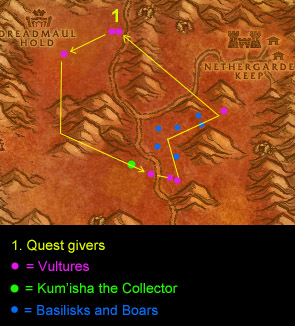 1
DREADMAUL
HOLD
NETHERGARDE
KEEP
1. Quest givers
= Vultures
= Kum'isha the Collector
= Basilisks and Boars